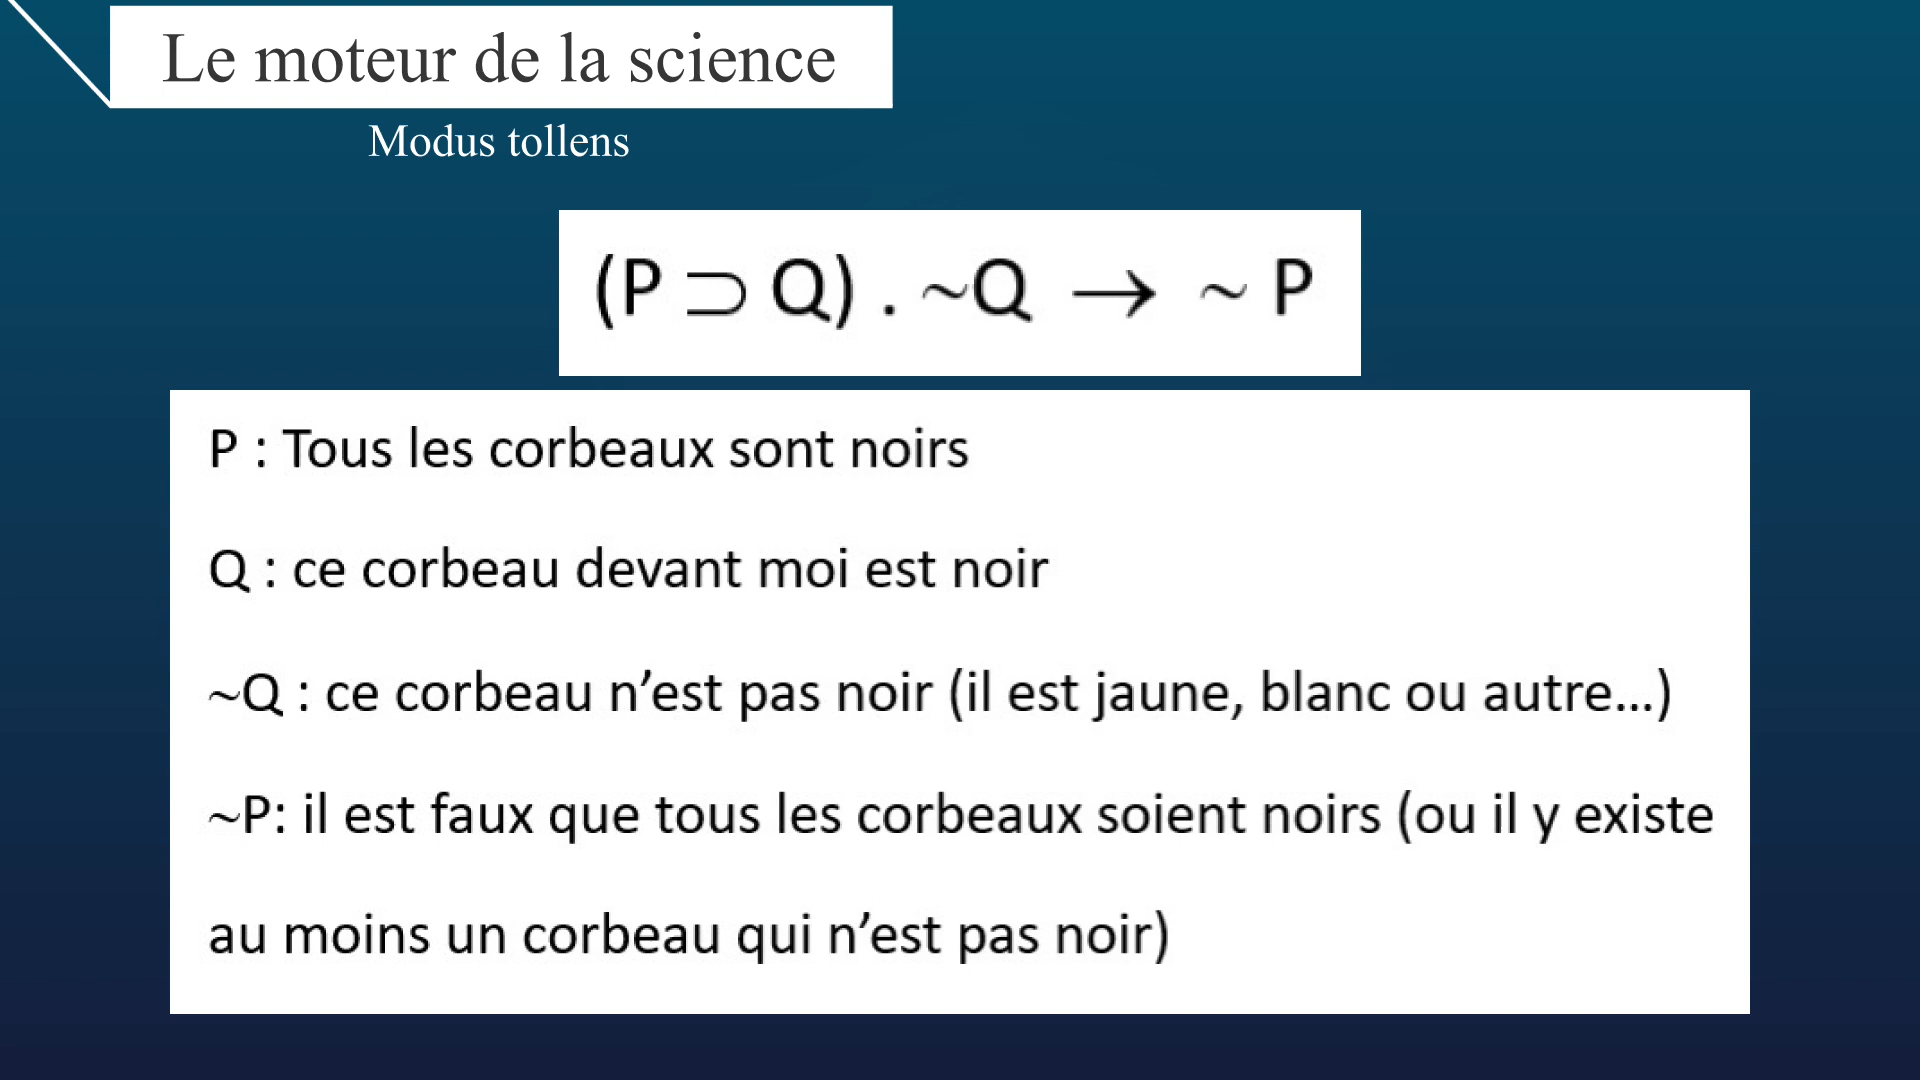 Le moteur de la science
Modus tollens
(P ⊃ Q) . ~Q → ~ P
P : Tous les corbeaux sont noirs
Q : ce corbeau devant moi est noir
~Q : ce corbeau n’est pas noir (il est jaune, blanc ou autre...)
~P: il est faux que tous les corbeaux soient noirs (ou il y existe
au moins un corbeau qui n’est pas noir)